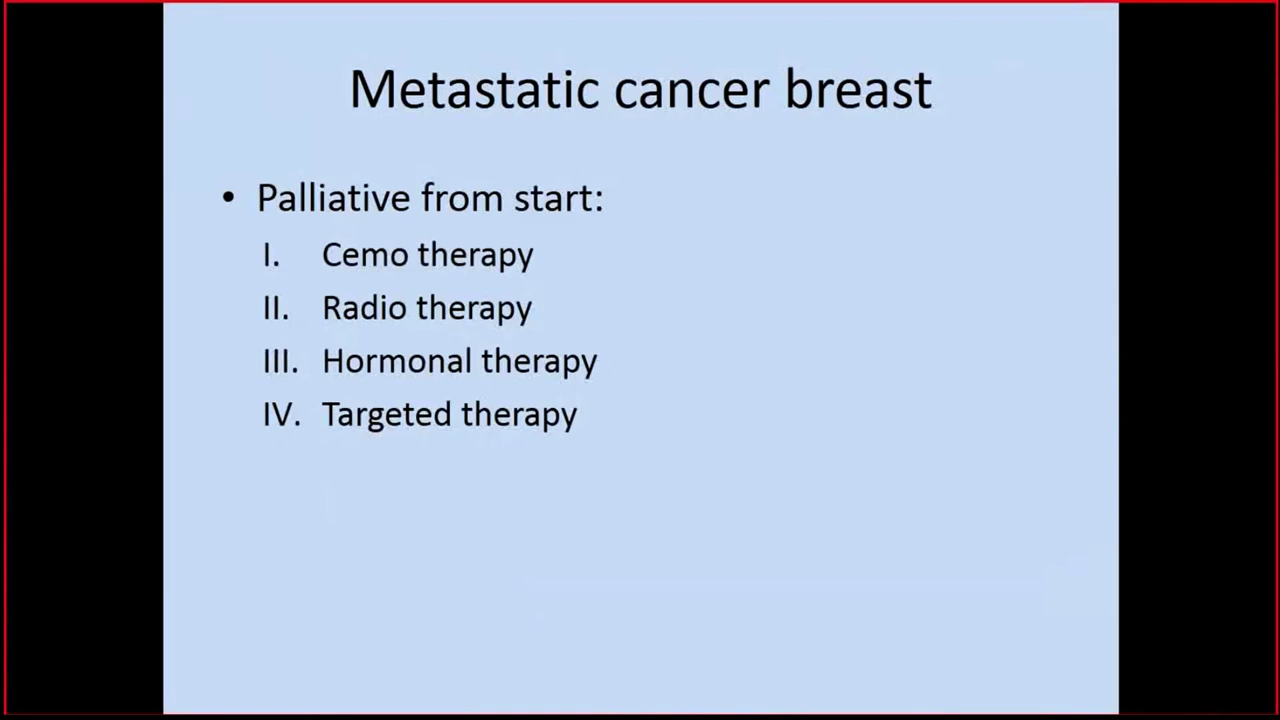 Metastatic cancer breast
• Palliative from start:
I. Cemo therapy
II. Radio therapy
III. Hormonal therapy
IV. Targeted therapy